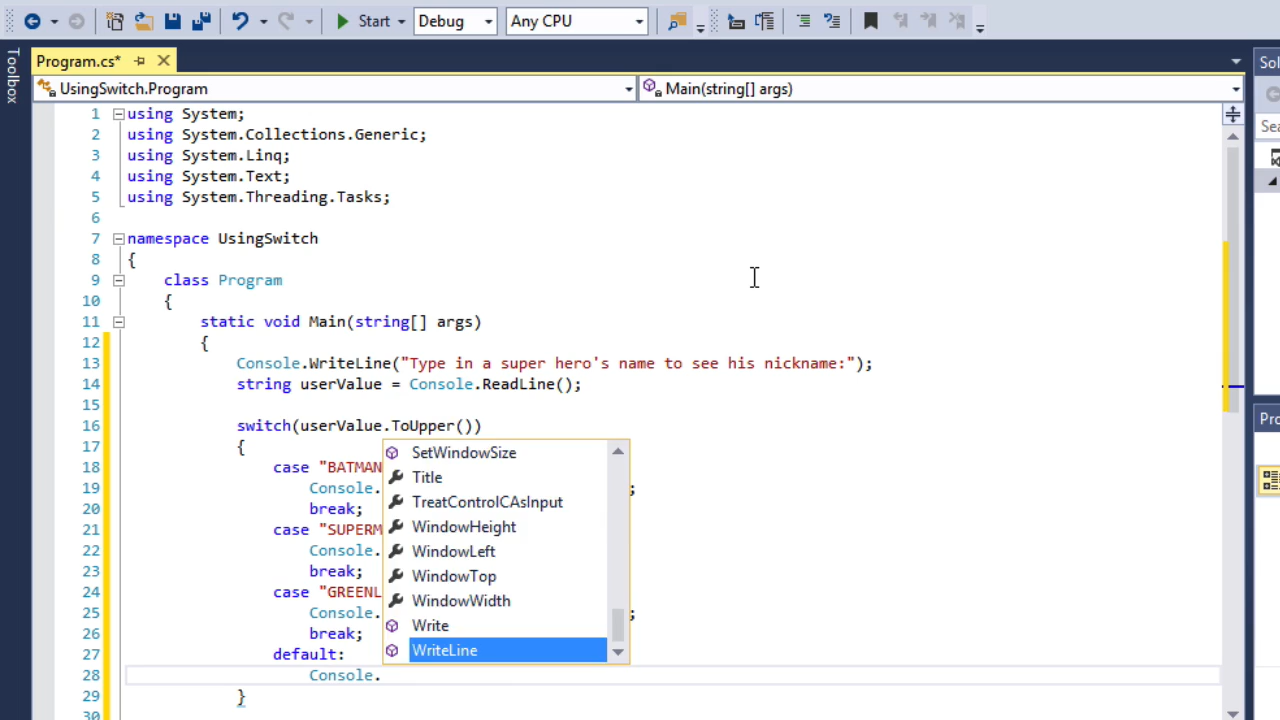 Start Debug Any CPU
Toolbox
Program.cs*
UsingSwitch.Program Main(string[] args)
1 using System;
2 using System.Collections.Generic;
3 using System.Linq;
4 using System.Text;
5 using System.Threading.Tasks;
6
7 namespace UsingSwitch
8 {
9 class Program
10 {
11 static void Main(string[] args)
12 {
13 Console.WriteLine("Type in a super hero's name to see his nickname:");
14 string userValue = Console.ReadLine();
15
16 switch(userValue.ToUpper())
17 {
18 case "BATMAN
19 Console. ;
20 break;
21 case "SUPERM
22 Console.
23 break;
24 case "GREENL
25 Console. ;
26 break;
27 default:
28 Console.
29 }
30
SetWindowSize
Title
TreatControlCAsInput
WindowHeight
WindowLeft
WindowTop
WindowWidth
Write
WriteLine
Sol
Sea
Pro